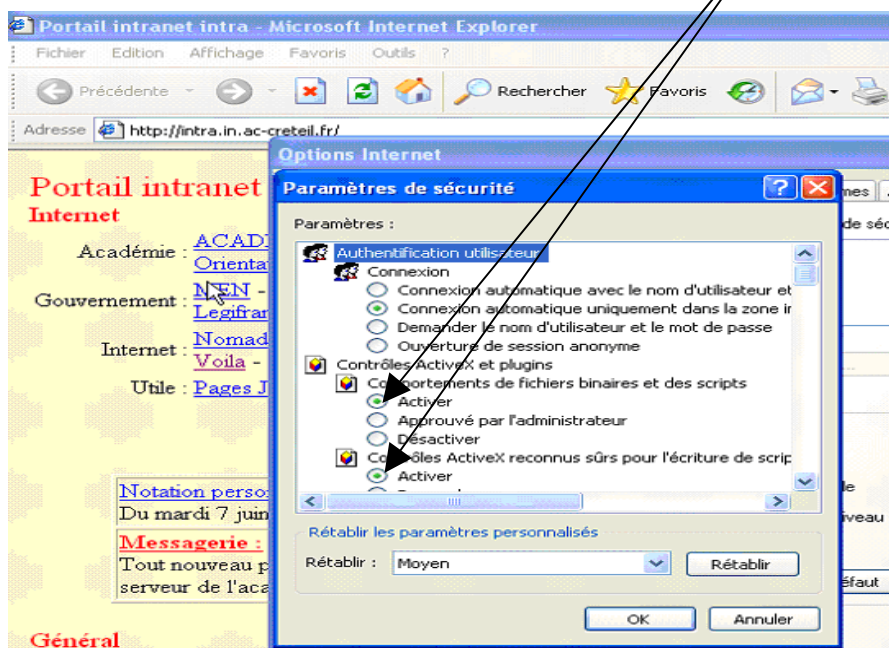 Portail intranet intra - Microsoft Internet Explorer
Fichier Edition Affichage Favoris Outils ?
Précédente Rechercher Favoris
Adresse http://intra.in.ac-creteil.fr/
Options Internet
Portail intranet
Paramètres de sécurité
Internet
Paramètres :
de séc
Académie : ACAD
Orienta
Gouvernement : MEN -
Legifran
Internet : Nomad
Voila -
Utile : Pages J
Authentification utilisateur
Connexion
Connexion automatique avec le nom d'utilisateur et
Connexion automatique uniquement dans la zone in
Demander le nom d'utilisateur et le mot de passe
Ouverture de session anonyme
Contrôles ActiveX et plugins
Comportements de fichiers binaires et des scripts
Activer
Approuvé par l'administrateur
Désactiver
Contrôles ActiveX reconnus sûrs pour l'écriture de scrip
Activer
Notation perso
Du mardi 7 juin
Messagerie :
Tout nouveau p
serveur de l'aca
Rétablir les paramètres personnalisés
Rétablir : Moyen Rétablir
iveau
éfaut
OK Annuler
Général